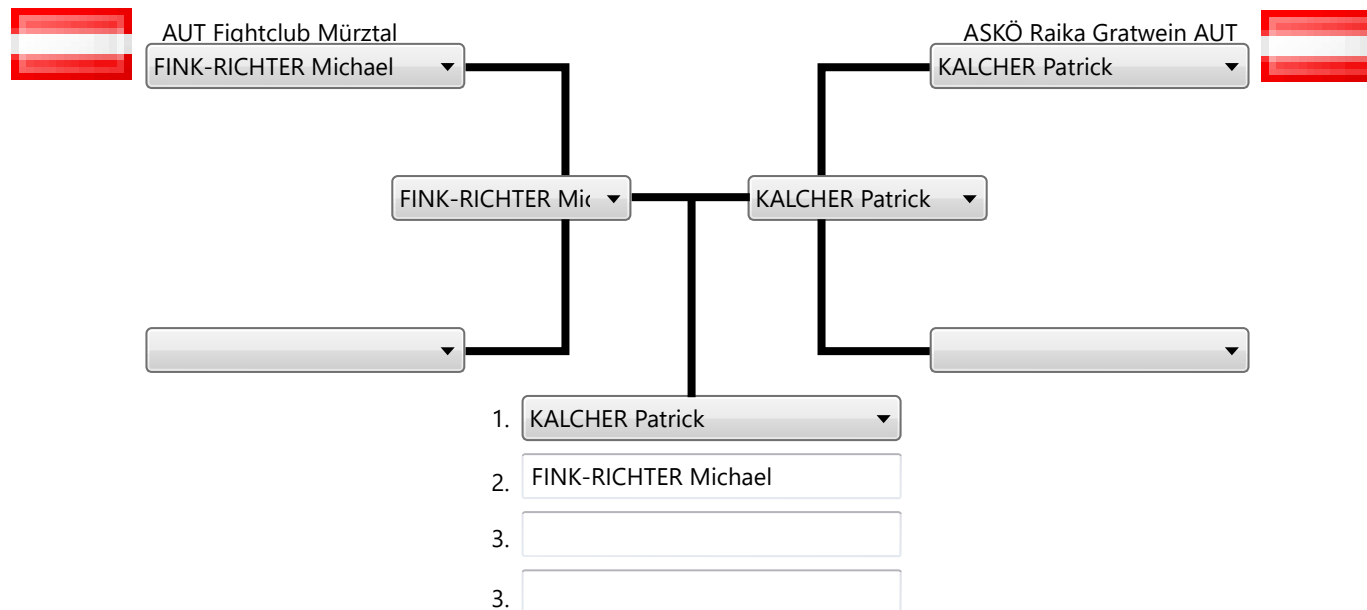 AUT Fightclub Mürztal
ASKÖ Raika Gratwein AUT
FINK-RICHTER Michael
KALCHER Patrick
FINK-RICHTER Mic
KALCHER Patrick
1. KALCHER Patrick
2. FINK-RICHTER Michael
3.
3.